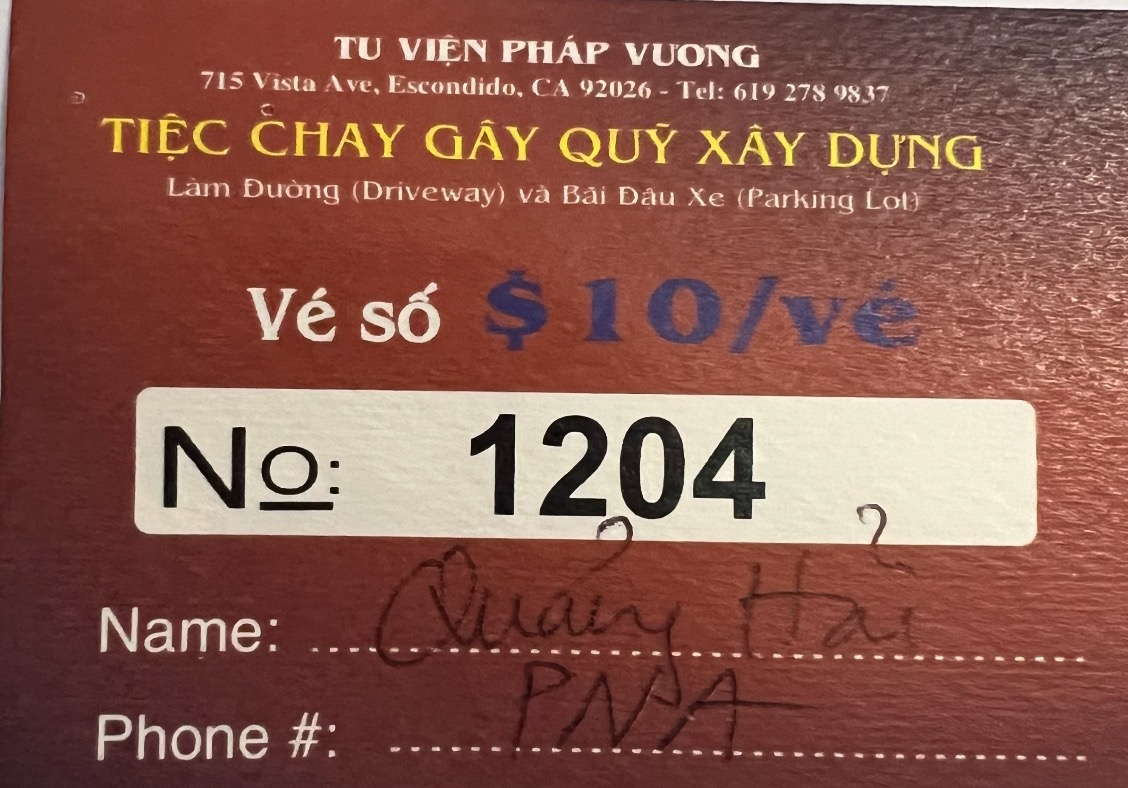 TU VIỆN PHÁP VƯƠNG
715 Vista Ave, Escondido, CA 92026 - Tel: 619 278 9837
TIỆC CHAY GÂY QUỸ XÂY DỰNG
Làm Đường (Driveway) và Bãi Đậu Xe (Parking Lot)
Vé số $10/vé
No: 1204
Name: Quảng Hải
PNA
Phone #: